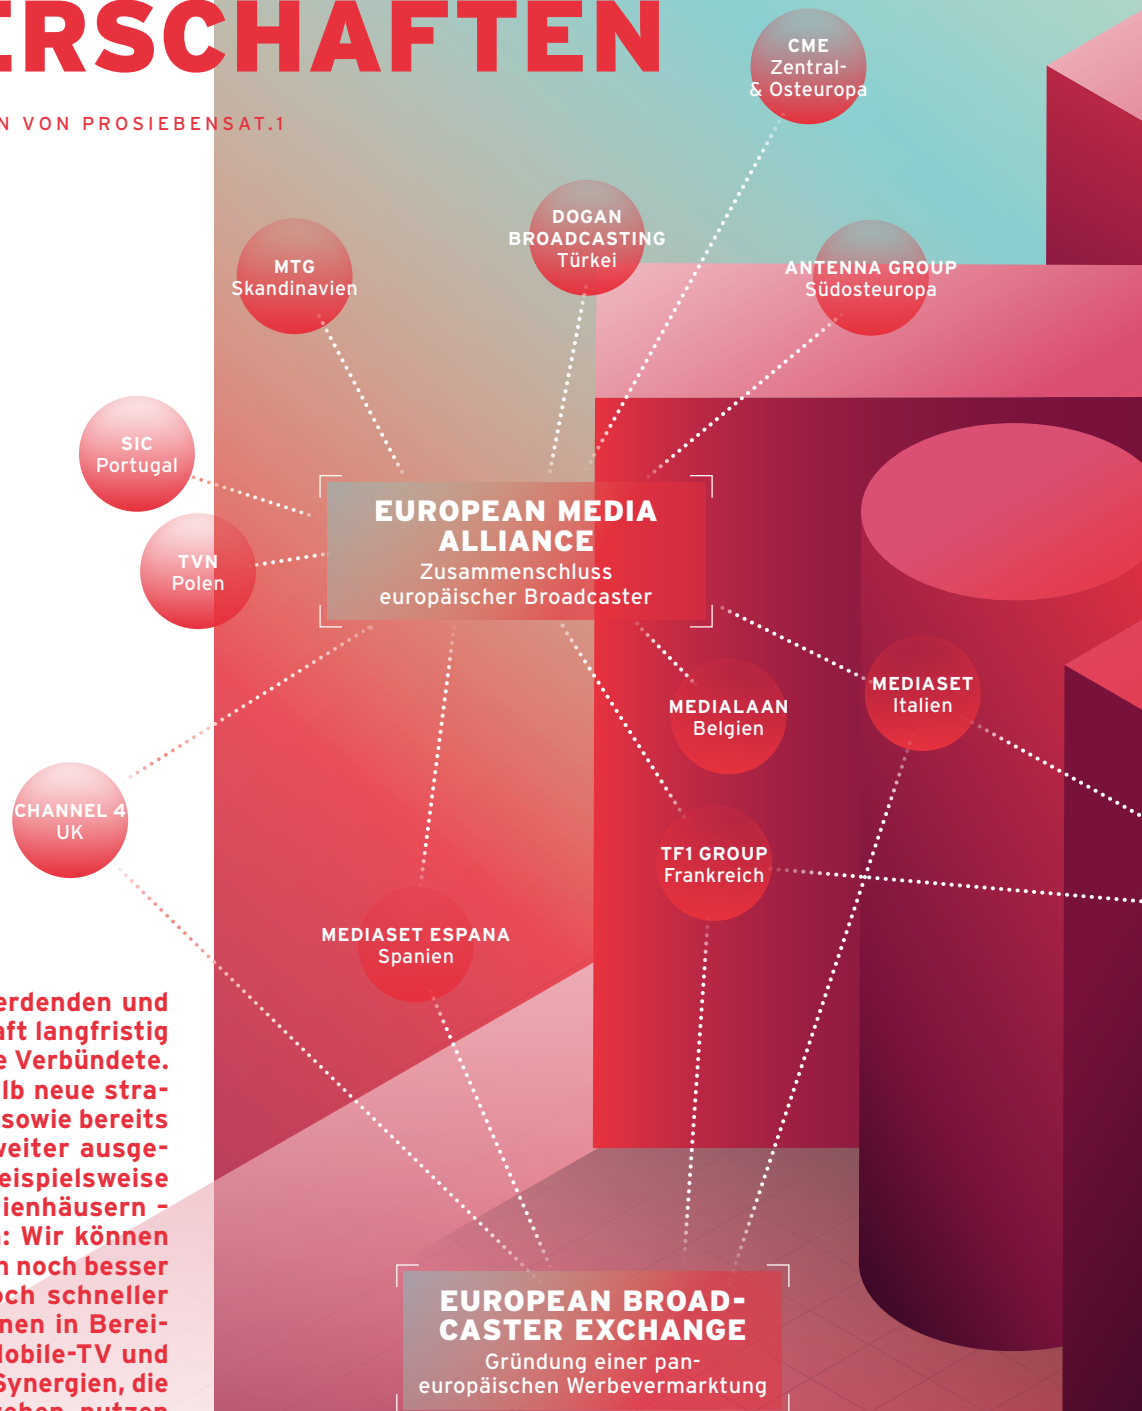 ERSCHAFTEN
N VON PROSIEBENSAT.1
CME
Zentral-
& Osteuropa
DOGAN
BROADCASTING
Türkei
MTG
Skandinavien
ANTENNA GROUP
Südosteuropa
SIC
Portugal
TVN
Polen
EUROPEAN MEDIA
ALLIANCE
Zusammenschluss
europäischer Broadcaster
MEDIALAAN
Belgien
MEDIASET
Italien
CHANNEL 4
UK
TF1 GROUP
Frankreich
MEDIASET ESPANA
Spanien
erdenden und
aft langfristig
e Verbündete.
lb neue stra-
sowie bereits
weiter ausge-
eispielsweise
ienhäusern –
: Wir können
n noch besser
och schneller
nen in Berei-
Mobile-TV und
Synergien, die
nutzen
EUROPEAN BROAD-
CASTER EXCHANGE
Gründung einer pan-
europäischen Werbevermarktung